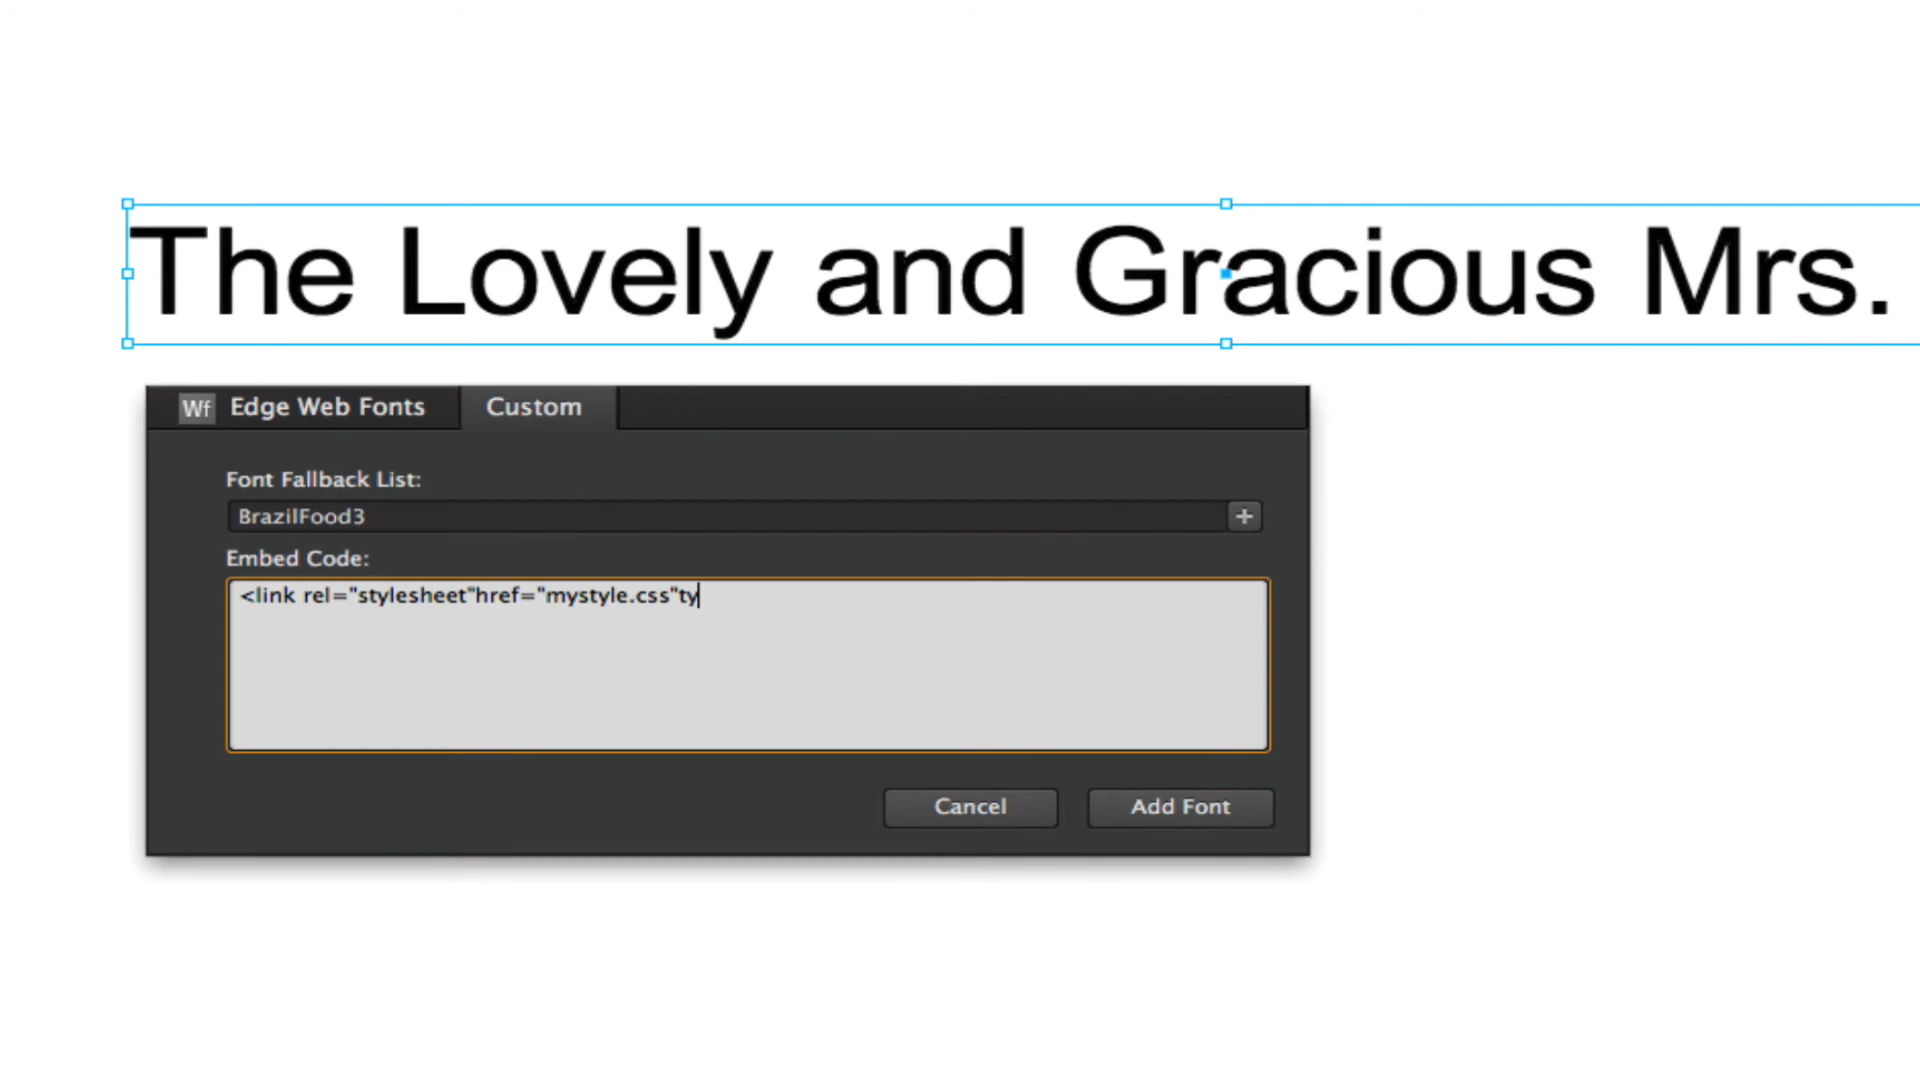 The Lovely and Gracious Mrs.
Wf Edge Web Fonts Custom
Font Fallback List:
BrazilFood3
+
Embed Code:
<link rel="stylesheet"href="mystyle.css"ty
Cancel Add Font